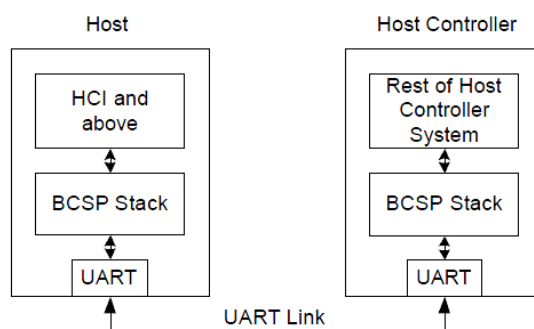 Host
Host Controller
HCI and
above
Rest of Host
Controller
System
BCSP Stack
BCSP Stack
UART
UART
UART Link